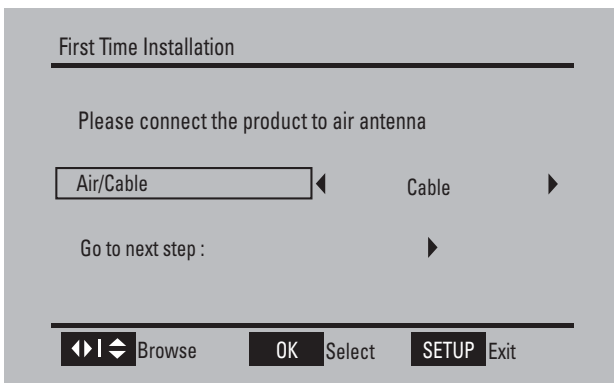 First Time Installation
Please connect the product to air antenna
Air/Cable Cable
Go to next step :
Browse OK Select SETUP Exit